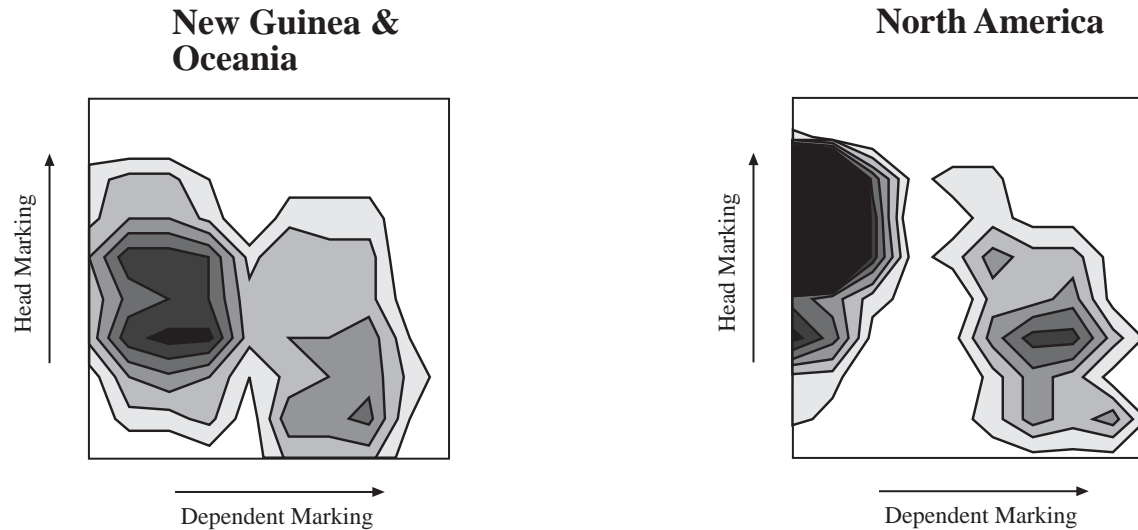 New Guinea &
Oceania
North America
Head Marking
Dependent Marking
Head Marking
Dependent Marking